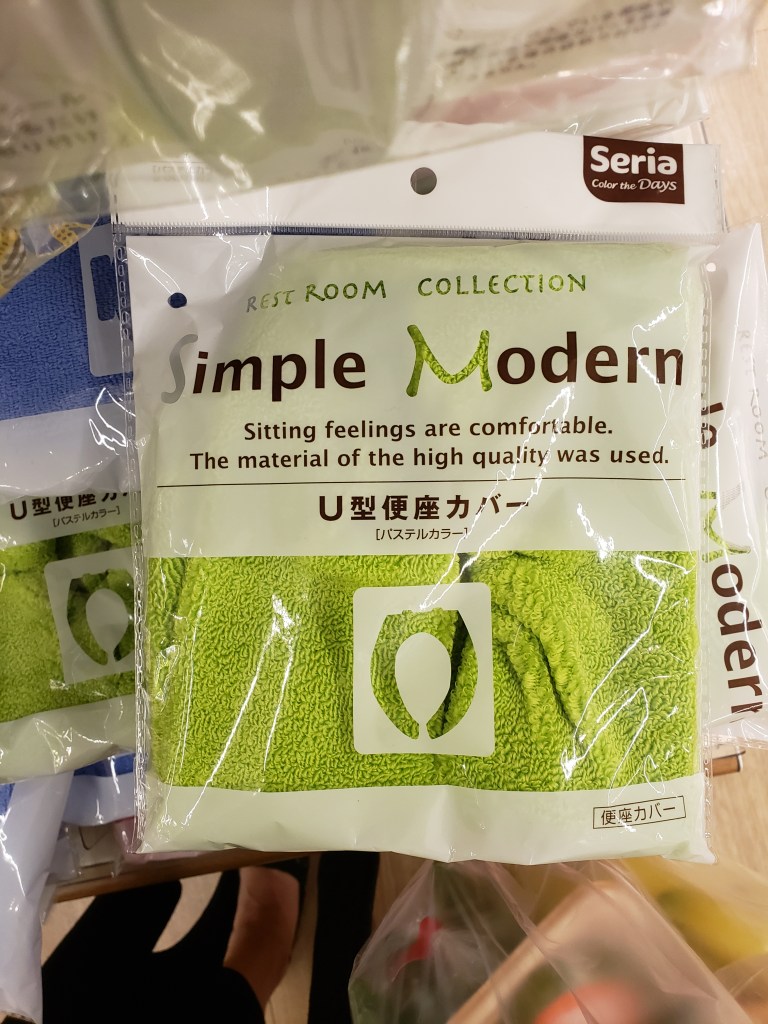 Seria
Color the Days
REST ROOM COLLECTION
Simple Modern
Sitting feelings are comfortable.
The material of the high quality was used.
U型便座カバー
[パステルカラー]
便座カバー
U型便座カバ
[パステルカラー]
Modern